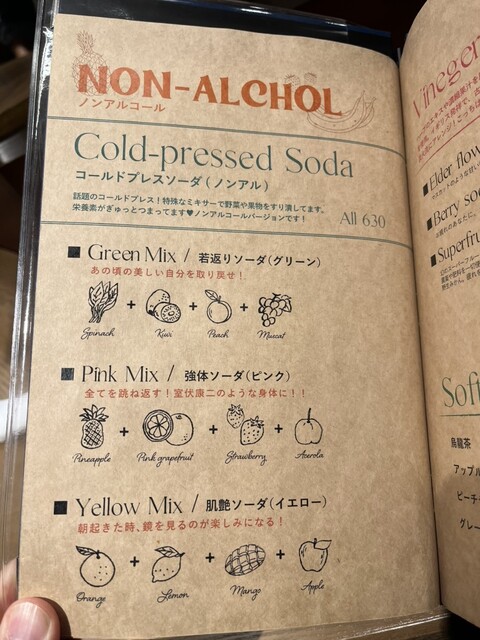 NON-ALCHOL
ノンアルコール
Cold-pressed Soda
コールドプレスソーダ(ノンアル)
話題のコールドプレス!特殊なミキサーで野菜や果物をすり潰してます。
栄養素がぎゅっとつまってます♥ノンアルコールバージョンです!
All 630
Green Mix / 若返りソーダ(グリーン)
あの頃の美しい自分を取り戻せ!
+ + +
Spinach Kiwi Peach Muscat
Pink Mix / 強体ソーダ(ピンク)
全てを跳ね返す!室伏康二のような身体に!!
+ + +
Pineapple Pink grapefruit Strawberry Acerola
Yellow Mix / 肌艶ソーダ(イエロー)
朝起きた時、鏡を見るのが楽しみになる!
+ + +
Orange Lemon Mango Apple
Vineger
Elder flow
Berry soc
Superfru
Soft
烏龍茶
アップル
ピーチ
グレー